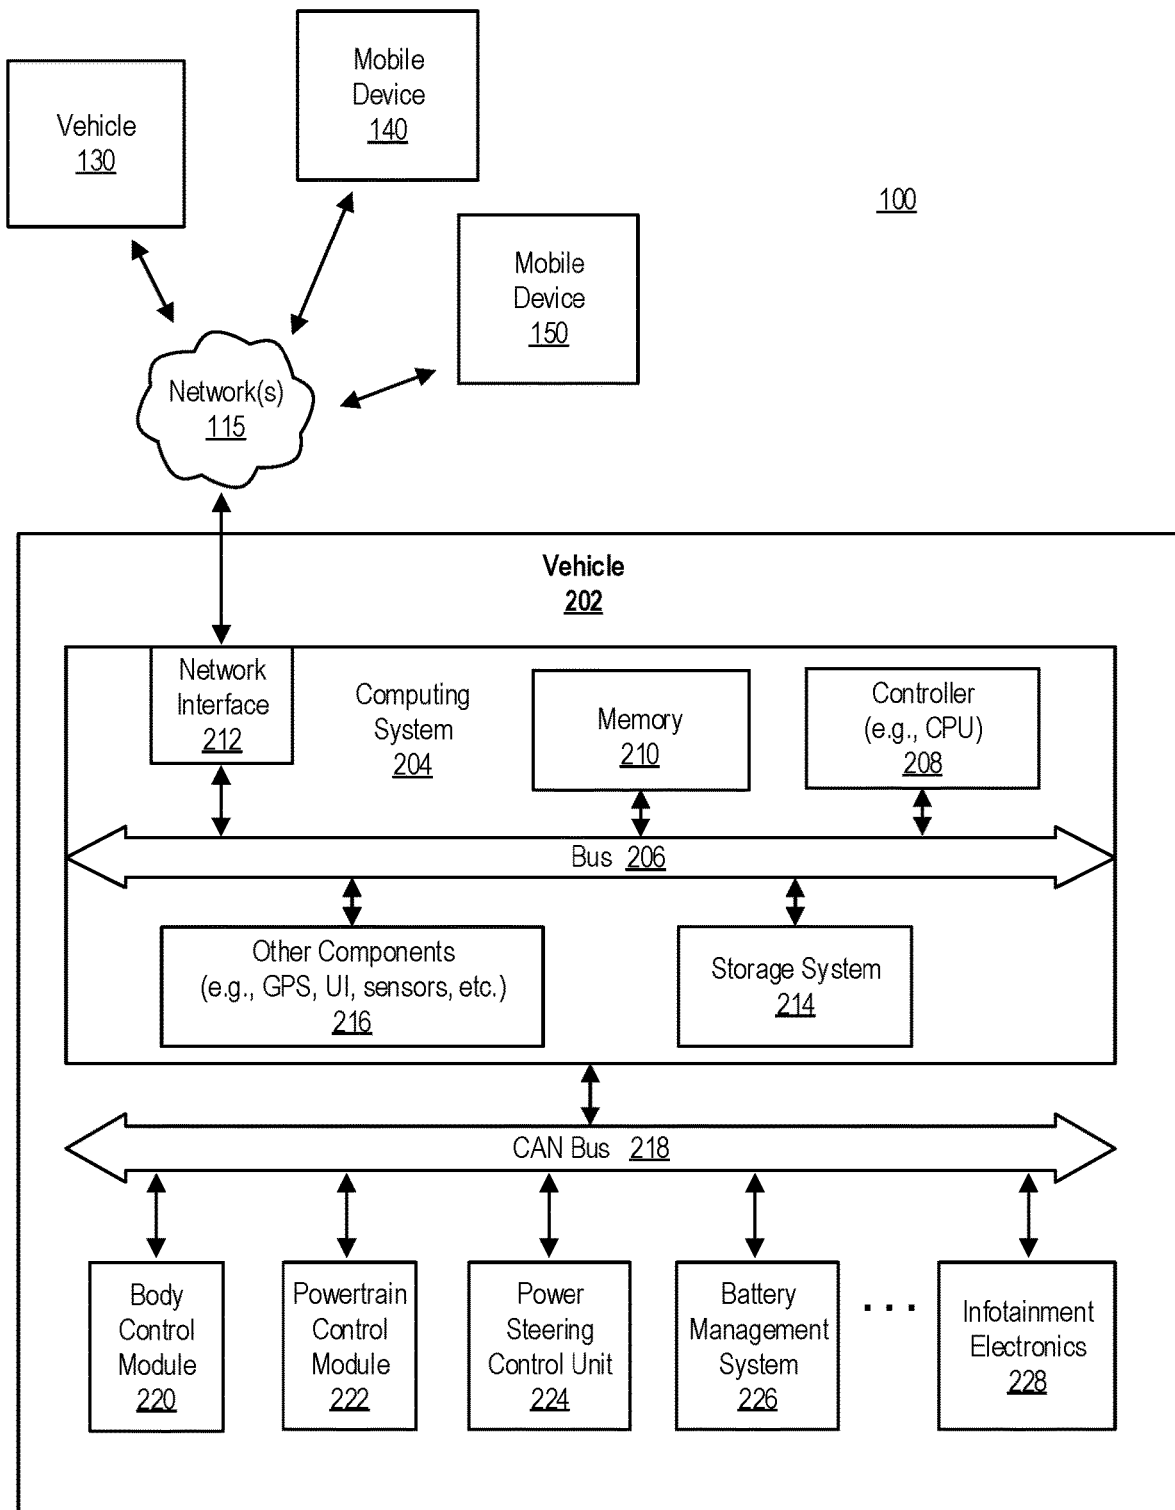 Mobile
Device
140
Vehicle
130
100
Mobile
Device
150
Network(s)
115
Vehicle
202
Network
Interface
212
Computing
System
204
Memory
210
Controller
(e.g., CPU)
208
Bus 206
Other Components
(e.g., GPS, UI, sensors, etc.)
216
Storage System
214
CAN Bus 218
Body
Control
Module
220
Powertrain
Control
Module
222
Power
Steering
Control Unit
224
Battery
Management
System
226
. . .
Infotainment
Electronics
228